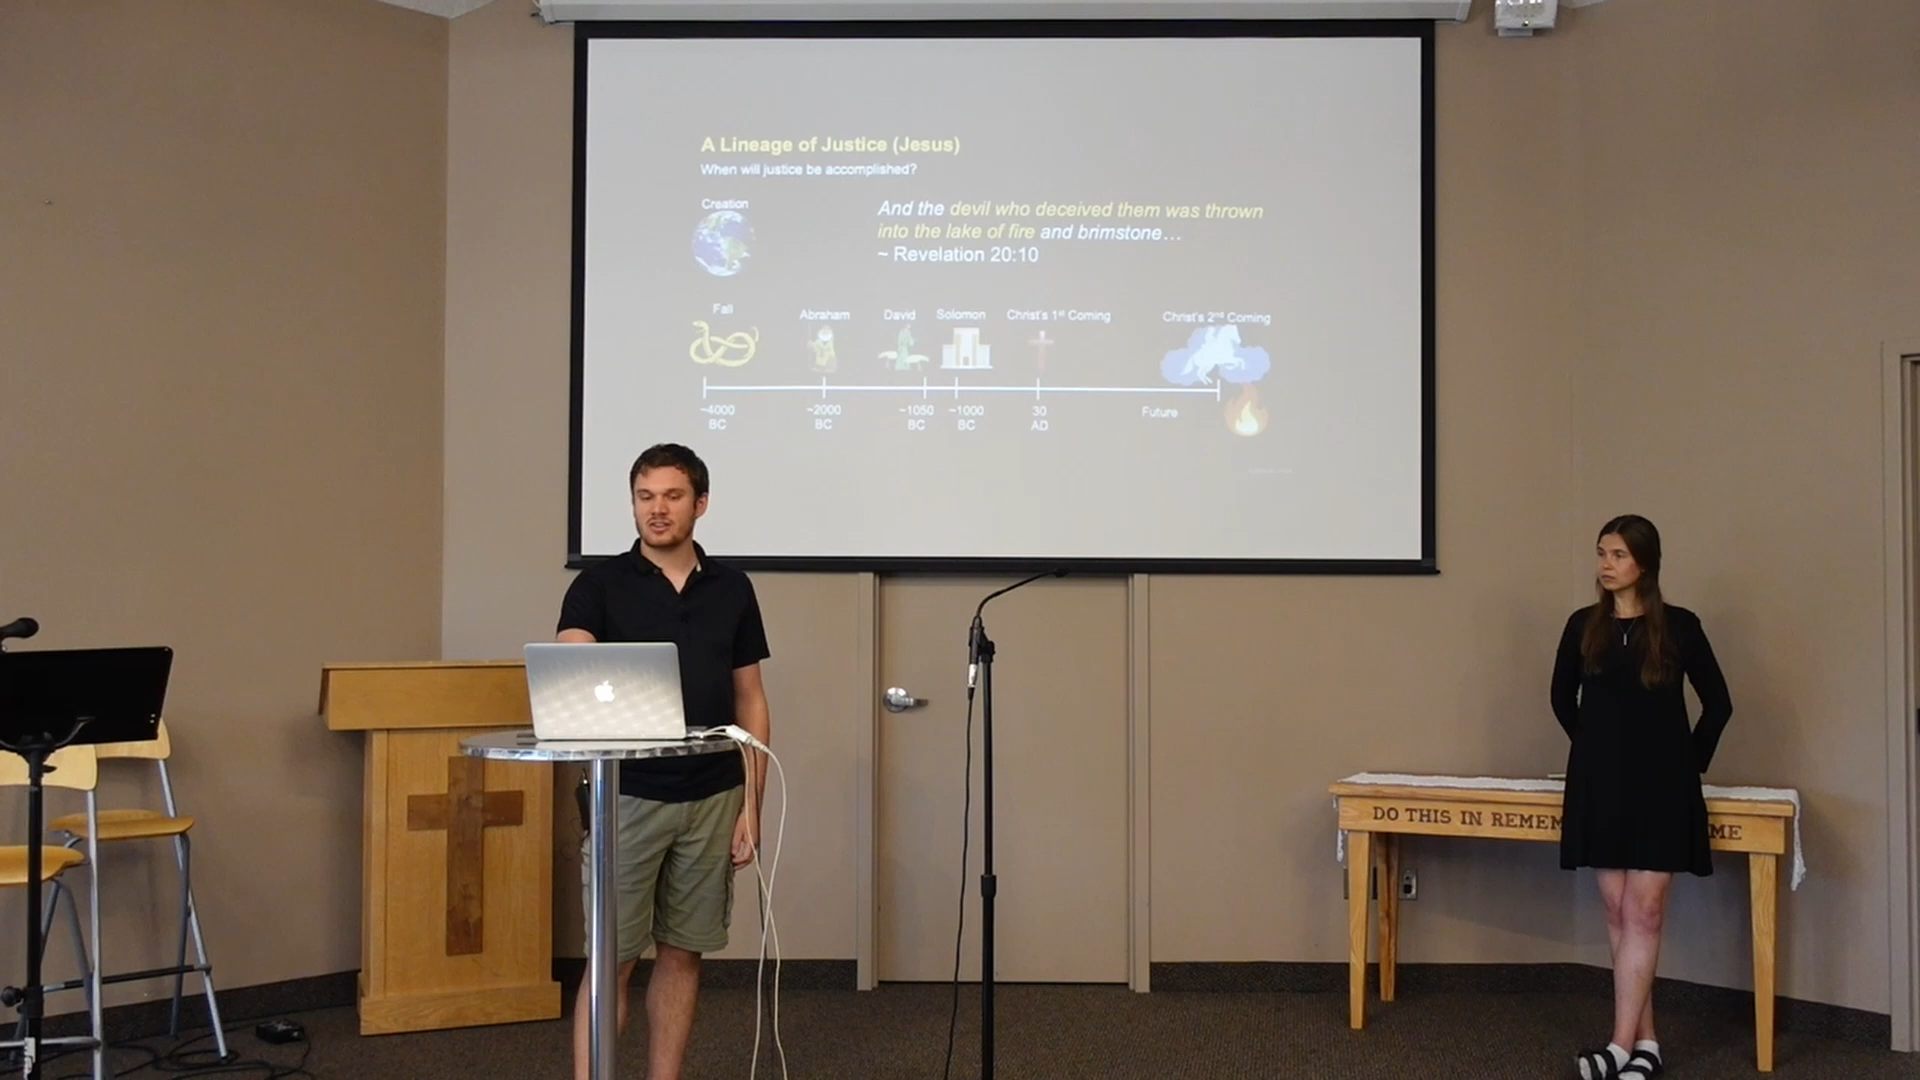 A Lineage of Justice (Jesus)
When will justice be accomplished?
Creation
And the devil who deceived them was thrown
into the lake of fire and brimstone…
~ Revelation 20:10
Fall
Abraham
David
Solomon
Christ's 1st Coming
Christ's 2nd Coming
~4000 BC
~2000 BC
~1050 BC
~1000 BC
30 AD
Future
DO THIS IN REMEM
ME